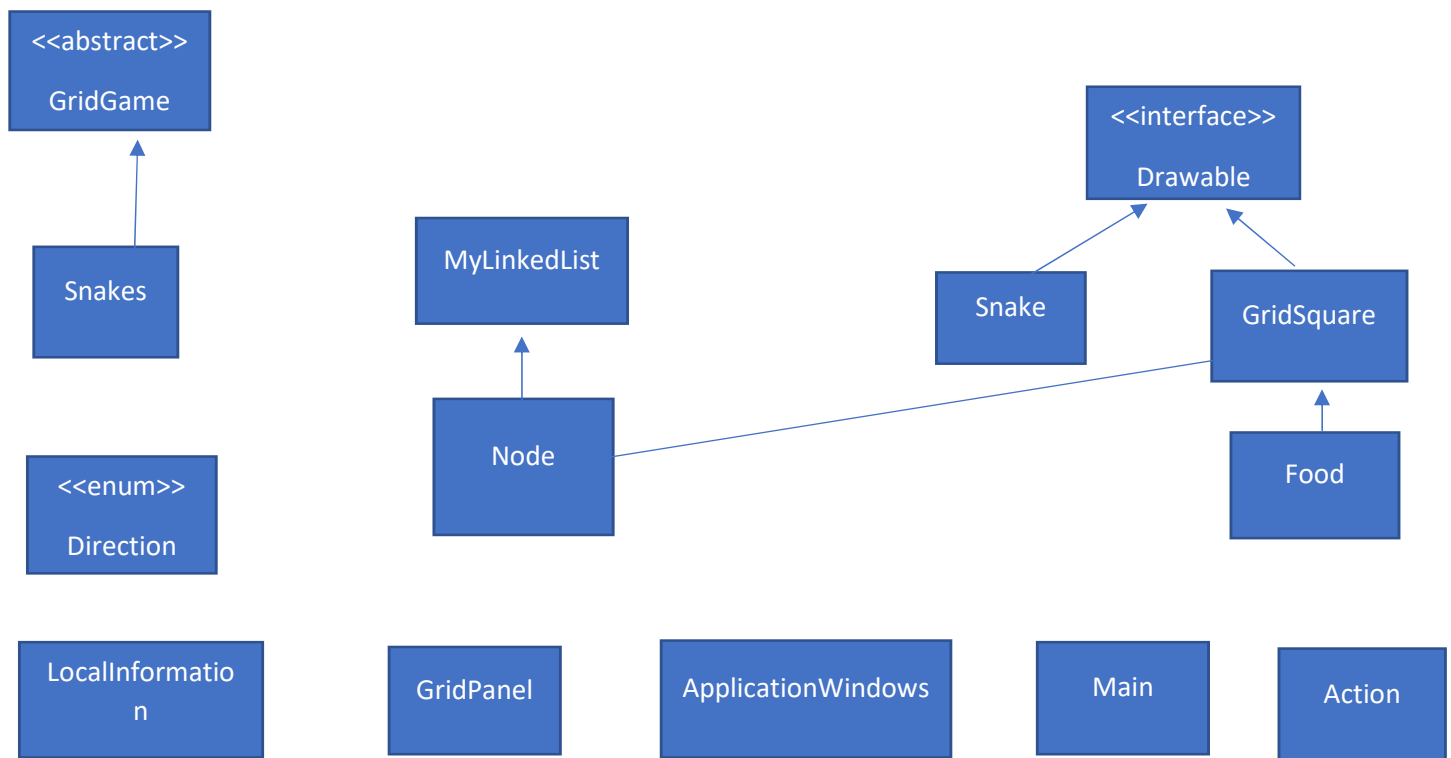 <<abstract>>
GridGame
<<interface>>
Drawable
Snakes
MyLinkedList
Snake
GridSquare
Node
Food
<<enum>>
Direction
LocalInformatio
n
GridPanel
ApplicationWindows
Main
Action